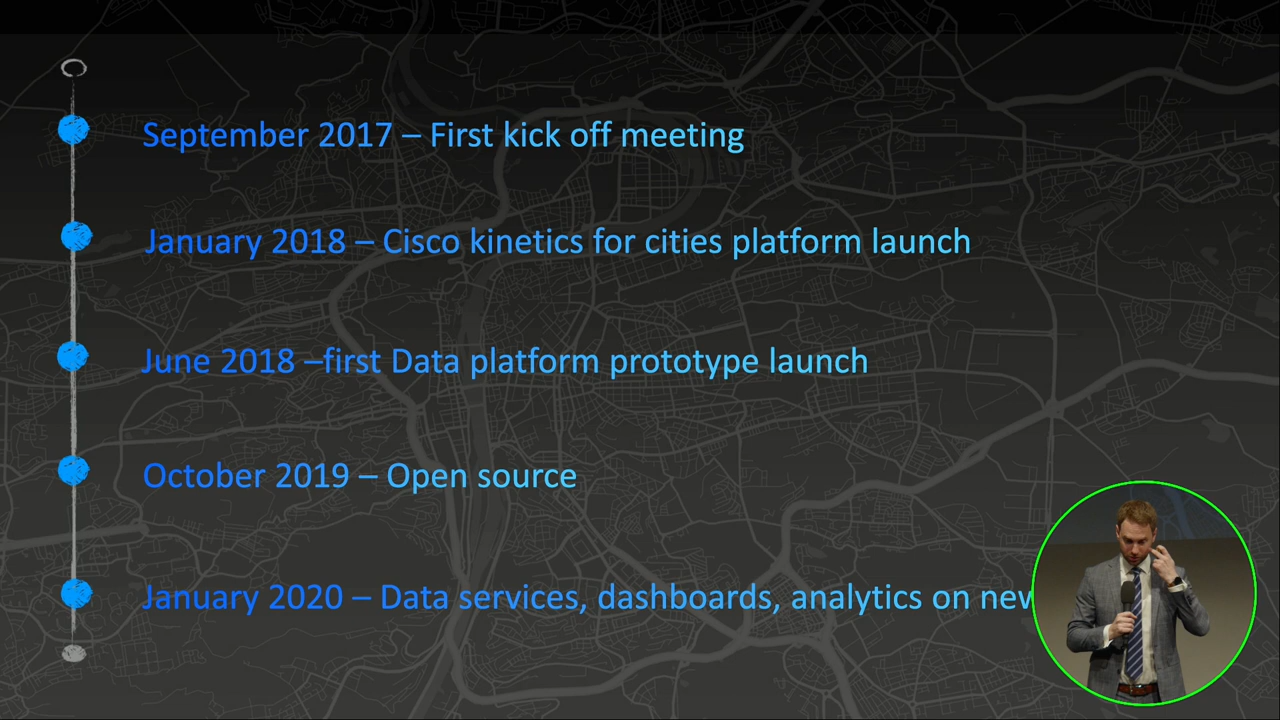 September 2017 – First kick off meeting
January 2018 – Cisco kinetics for cities platform launch
June 2018 –first Data platform prototype launch
October 2019 – Open source
January 2020 – Data services, dashboards, analytics on